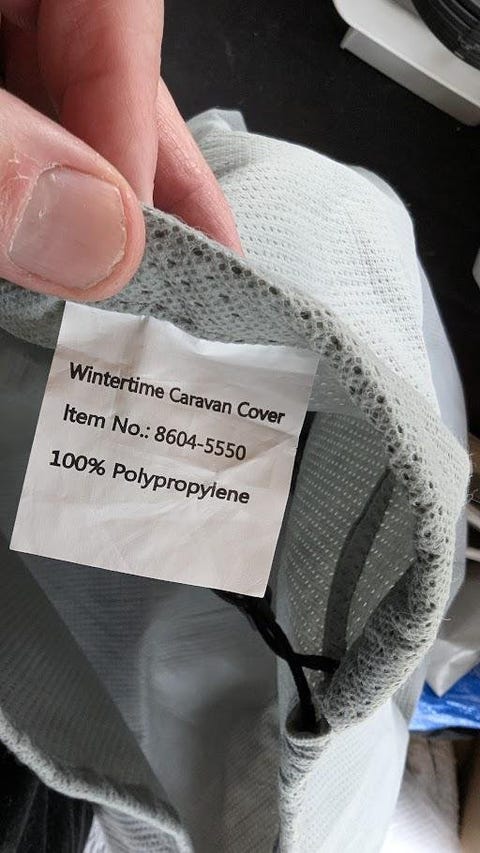 Wintertime Caravan Cover
Item No.: 8604-5550
100% Polypropylene